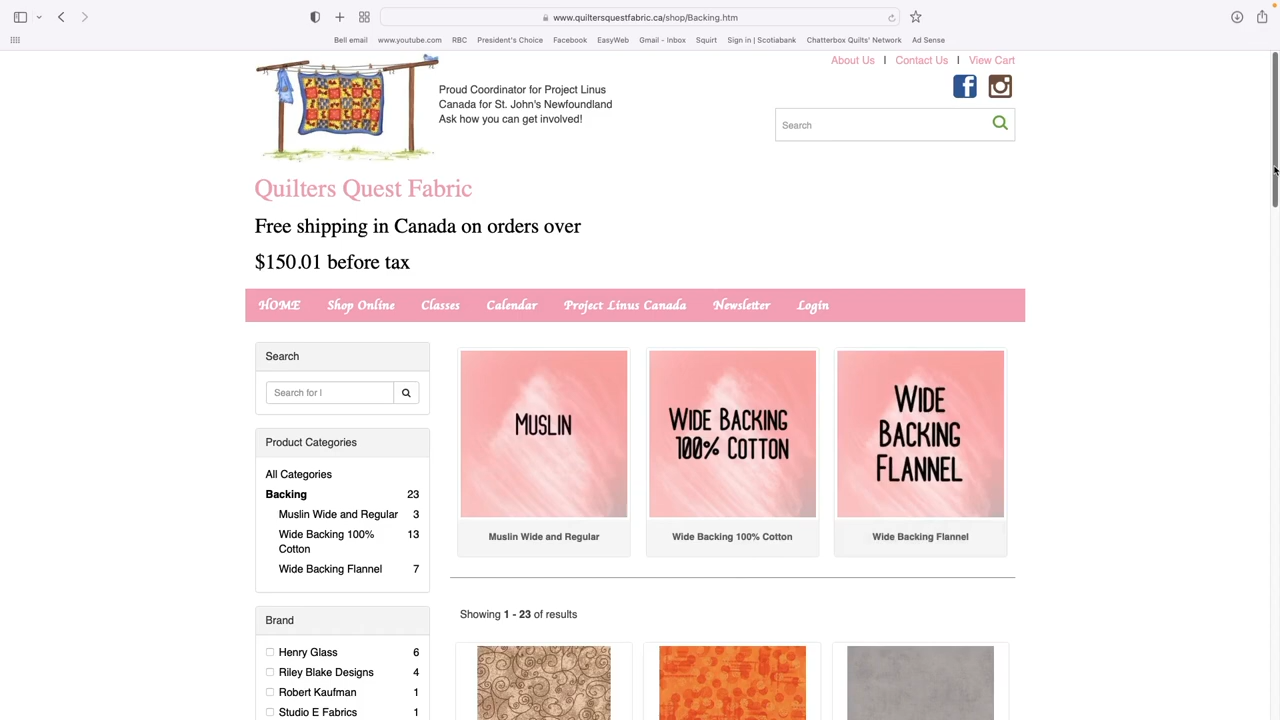 www.quiltersquestfabric.ca/shop/Backing.htm
Bell email www.youtube.com RBC President's Choice Facebook EasyWeb Gmail - Inbox Squirt Sign in | Scotiabank Chatterbox Quilts' Network Ad Sense
About Us | Contact Us | View Cart
Proud Coordinator for Project Linus
Canada for St. John's Newfoundland
Ask how you can get involved!
Search
Quilters Quest Fabric
Free shipping in Canada on orders over
$150.01 before tax
HOME Shop Online Classes Calendar Project Linus Canada Newsletter Login
Search
Search for l
Product Categories
All Categories
Backing 23
Muslin Wide and Regular 3
Wide Backing 100% 13
Cotton
Wide Backing Flannel 7
Brand
Henry Glass 6
Riley Blake Designs 4
Robert Kaufman 1
Studio E Fabrics 1
MUSLIN
WIDE BACKING
100% COTTON
WIDE
BACKING
FLANNEL
Muslin Wide and Regular Wide Backing 100% Cotton Wide Backing Flannel
Showing 1 - 23 of results